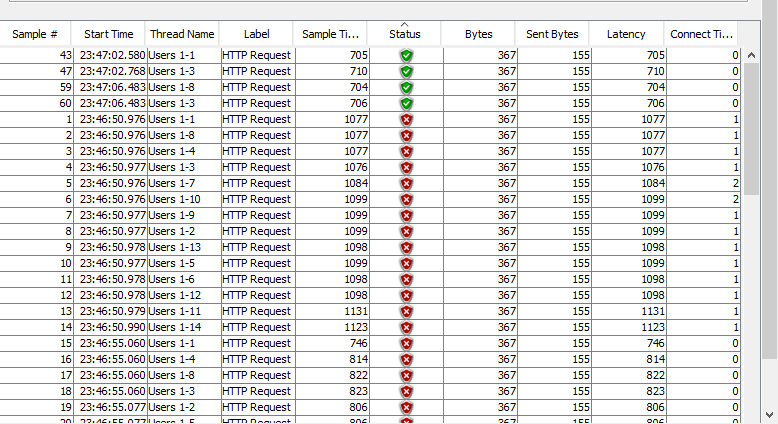 Sample # Start Time Thread Name Label Sample Ti... Status Bytes Sent Bytes Latency Connect Ti...
43 23:47:02.580 Users 1-1 HTTP Request 705 367 155 705 0
47 23:47:02.768 Users 1-3 HTTP Request 710 367 155 710 0
59 23:47:06.483 Users 1-8 HTTP Request 704 367 155 704 0
60 23:47:06.483 Users 1-3 HTTP Request 706 367 155 706 0
1 23:46:50.976 Users 1-1 HTTP Request 1077 367 155 1077 1
2 23:46:50.976 Users 1-8 HTTP Request 1077 367 155 1077 1
3 23:46:50.976 Users 1-4 HTTP Request 1077 367 155 1077 1
4 23:46:50.977 Users 1-3 HTTP Request 1076 367 155 1076 1
5 23:46:50.976 Users 1-7 HTTP Request 1084 367 155 1084 2
6 23:46:50.976 Users 1-10 HTTP Request 1099 367 155 1099 2
7 23:46:50.977 Users 1-9 HTTP Request 1099 367 155 1099 1
8 23:46:50.977 Users 1-2 HTTP Request 1099 367 155 1099 1
9 23:46:50.978 Users 1-13 HTTP Request 1098 367 155 1098 1
10 23:46:50.977 Users 1-5 HTTP Request 1099 367 155 1099 1
11 23:46:50.978 Users 1-6 HTTP Request 1098 367 155 1098 1
12 23:46:50.978 Users 1-12 HTTP Request 1098 367 155 1098 1
13 23:46:50.979 Users 1-11 HTTP Request 1131 367 155 1131 1
14 23:46:50.990 Users 1-14 HTTP Request 1123 367 155 1123 1
15 23:46:55.060 Users 1-1 HTTP Request 746 367 155 746 0
16 23:46:55.060 Users 1-4 HTTP Request 814 367 155 814 0
17 23:46:55.060 Users 1-8 HTTP Request 822 367 155 822 0
18 23:46:55.060 Users 1-3 HTTP Request 823 367 155 823 0
19 23:46:55.077 Users 1-2 HTTP Request 806 367 155 806 0